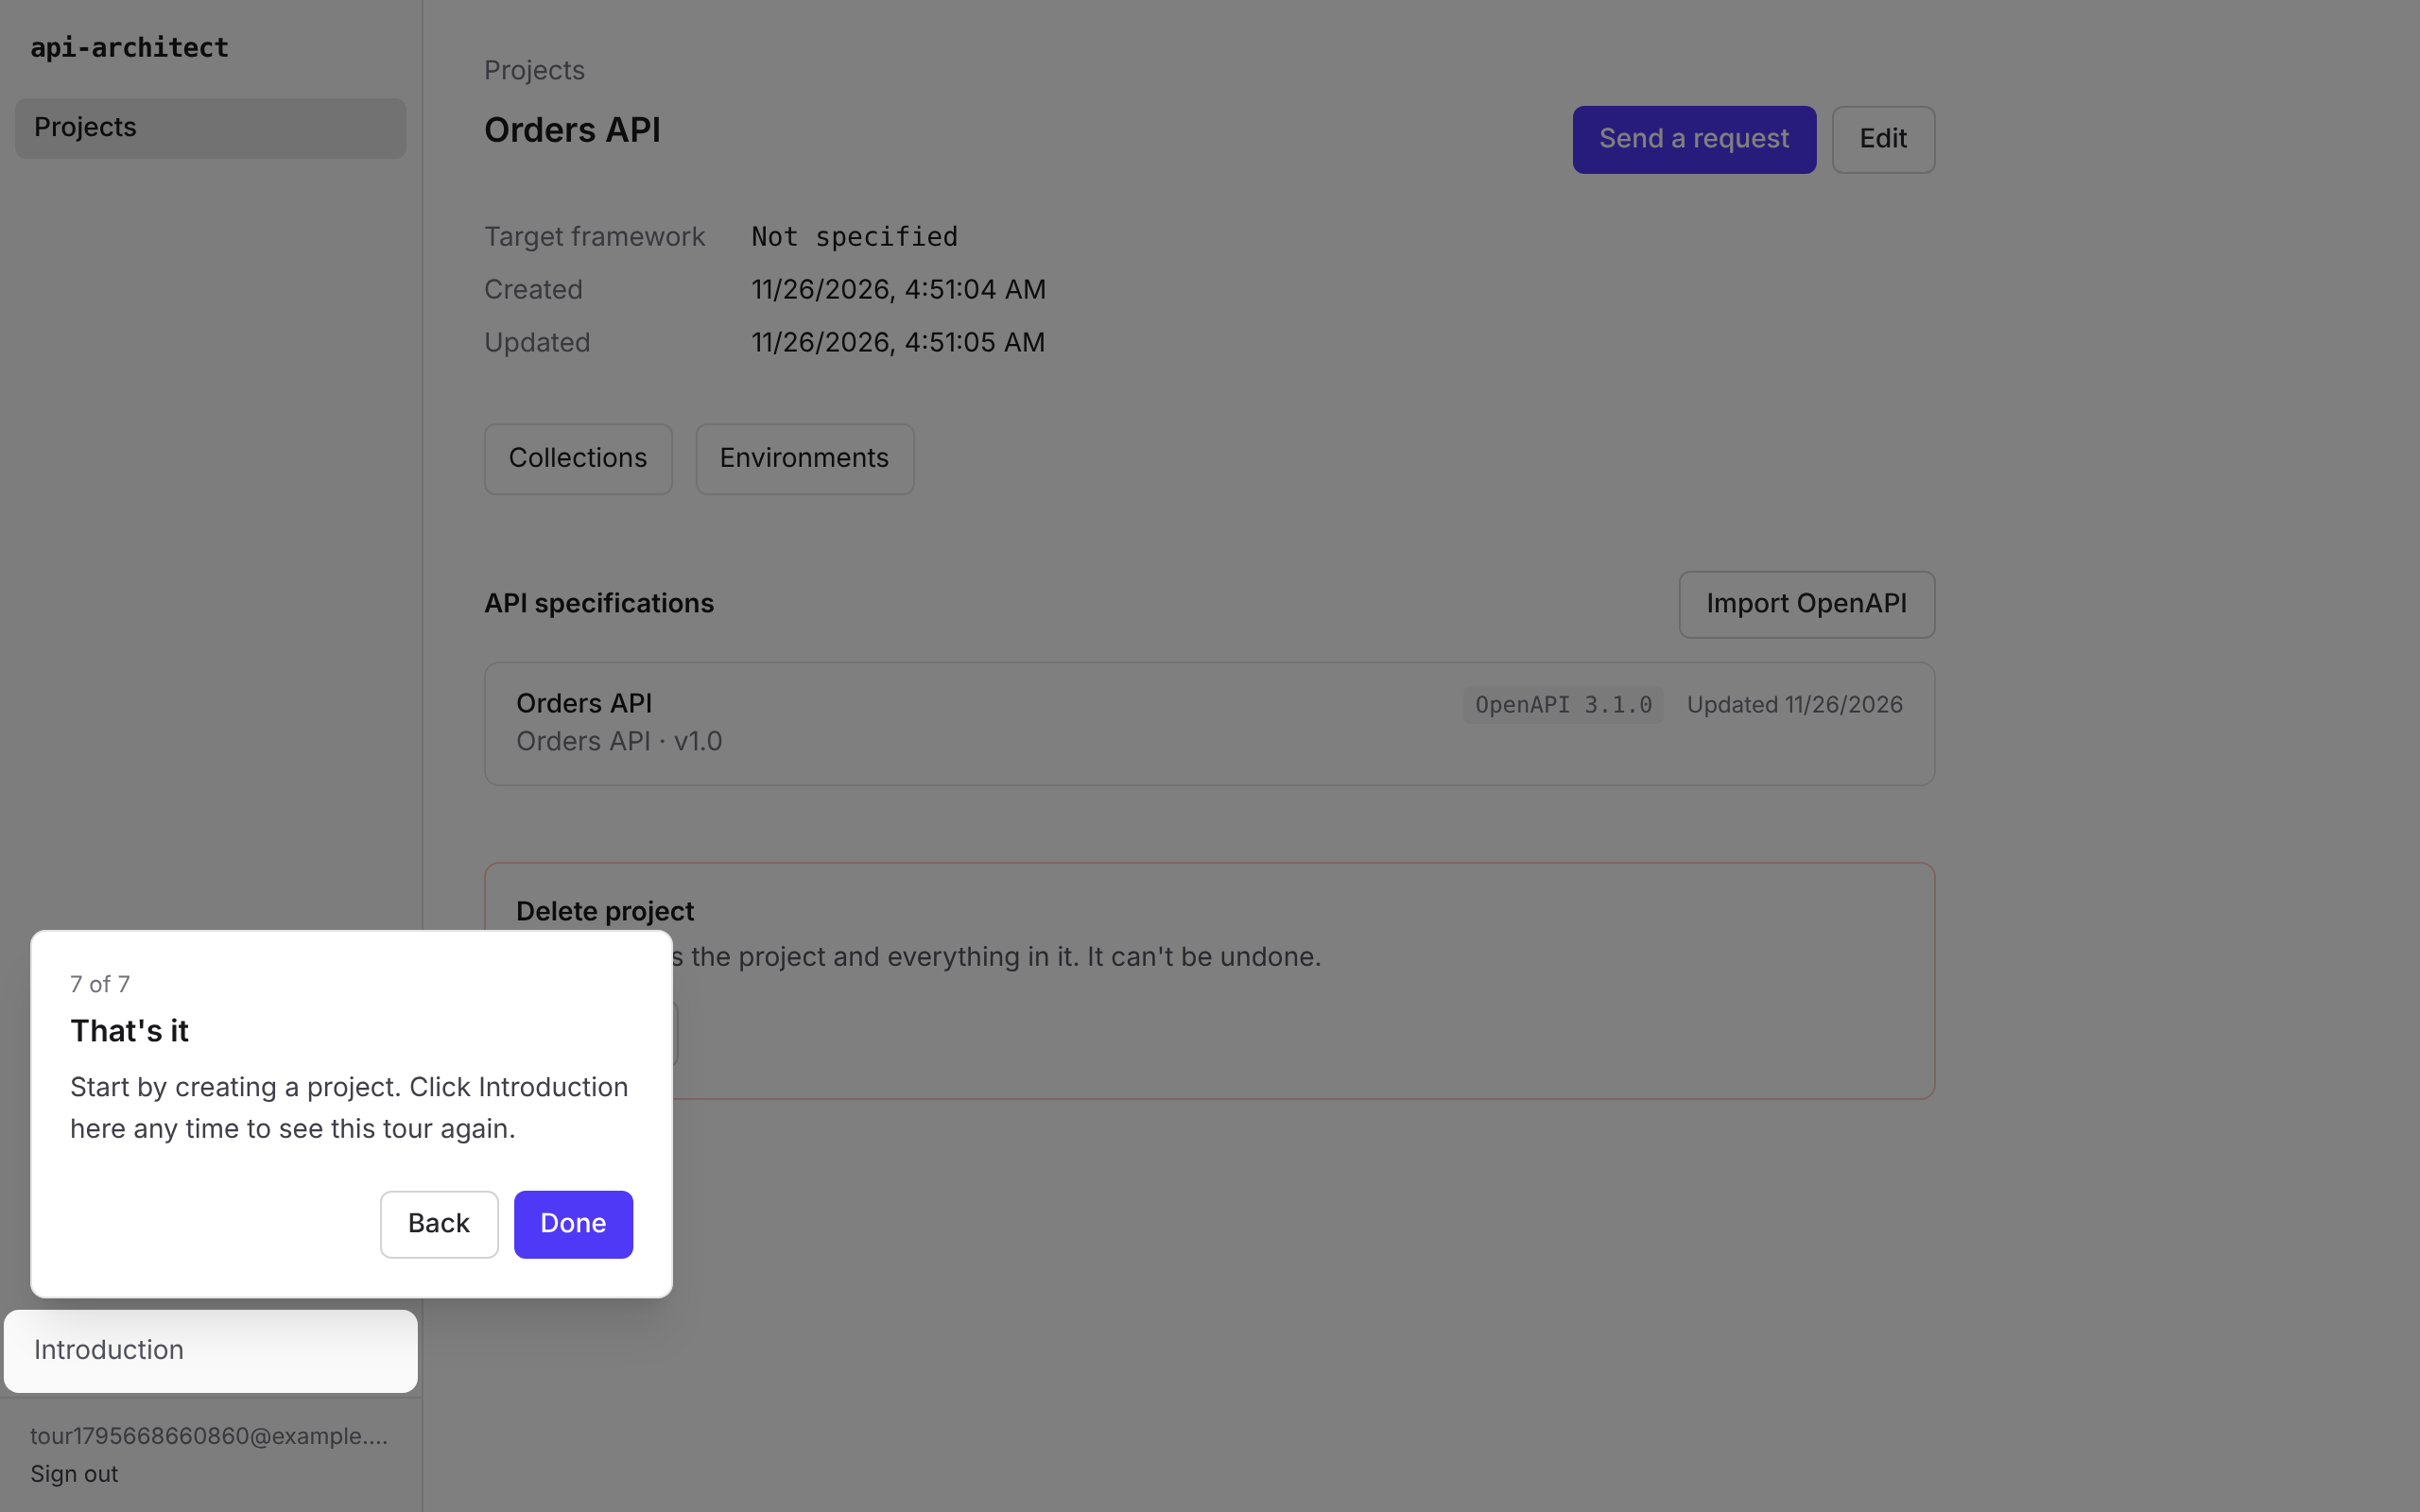 api-architect
Projects
Projects
Orders API
Send a request
Edit
Target framework
Not specified
Created
11/26/2026, 4:51:04 AM
Updated
11/26/2026, 4:51:05 AM
Collections
Environments
API specifications
Import OpenAPI
Orders API
OpenAPI 3.1.0
Updated 11/26/2026
Orders API · v1.0
Delete project
the project and everything in it. It can't be undone.
7 of 7
That's it
Start by creating a project. Click Introduction
here any time to see this tour again.
Back
Done
Introduction
tour1795668660860@example....
Sign out